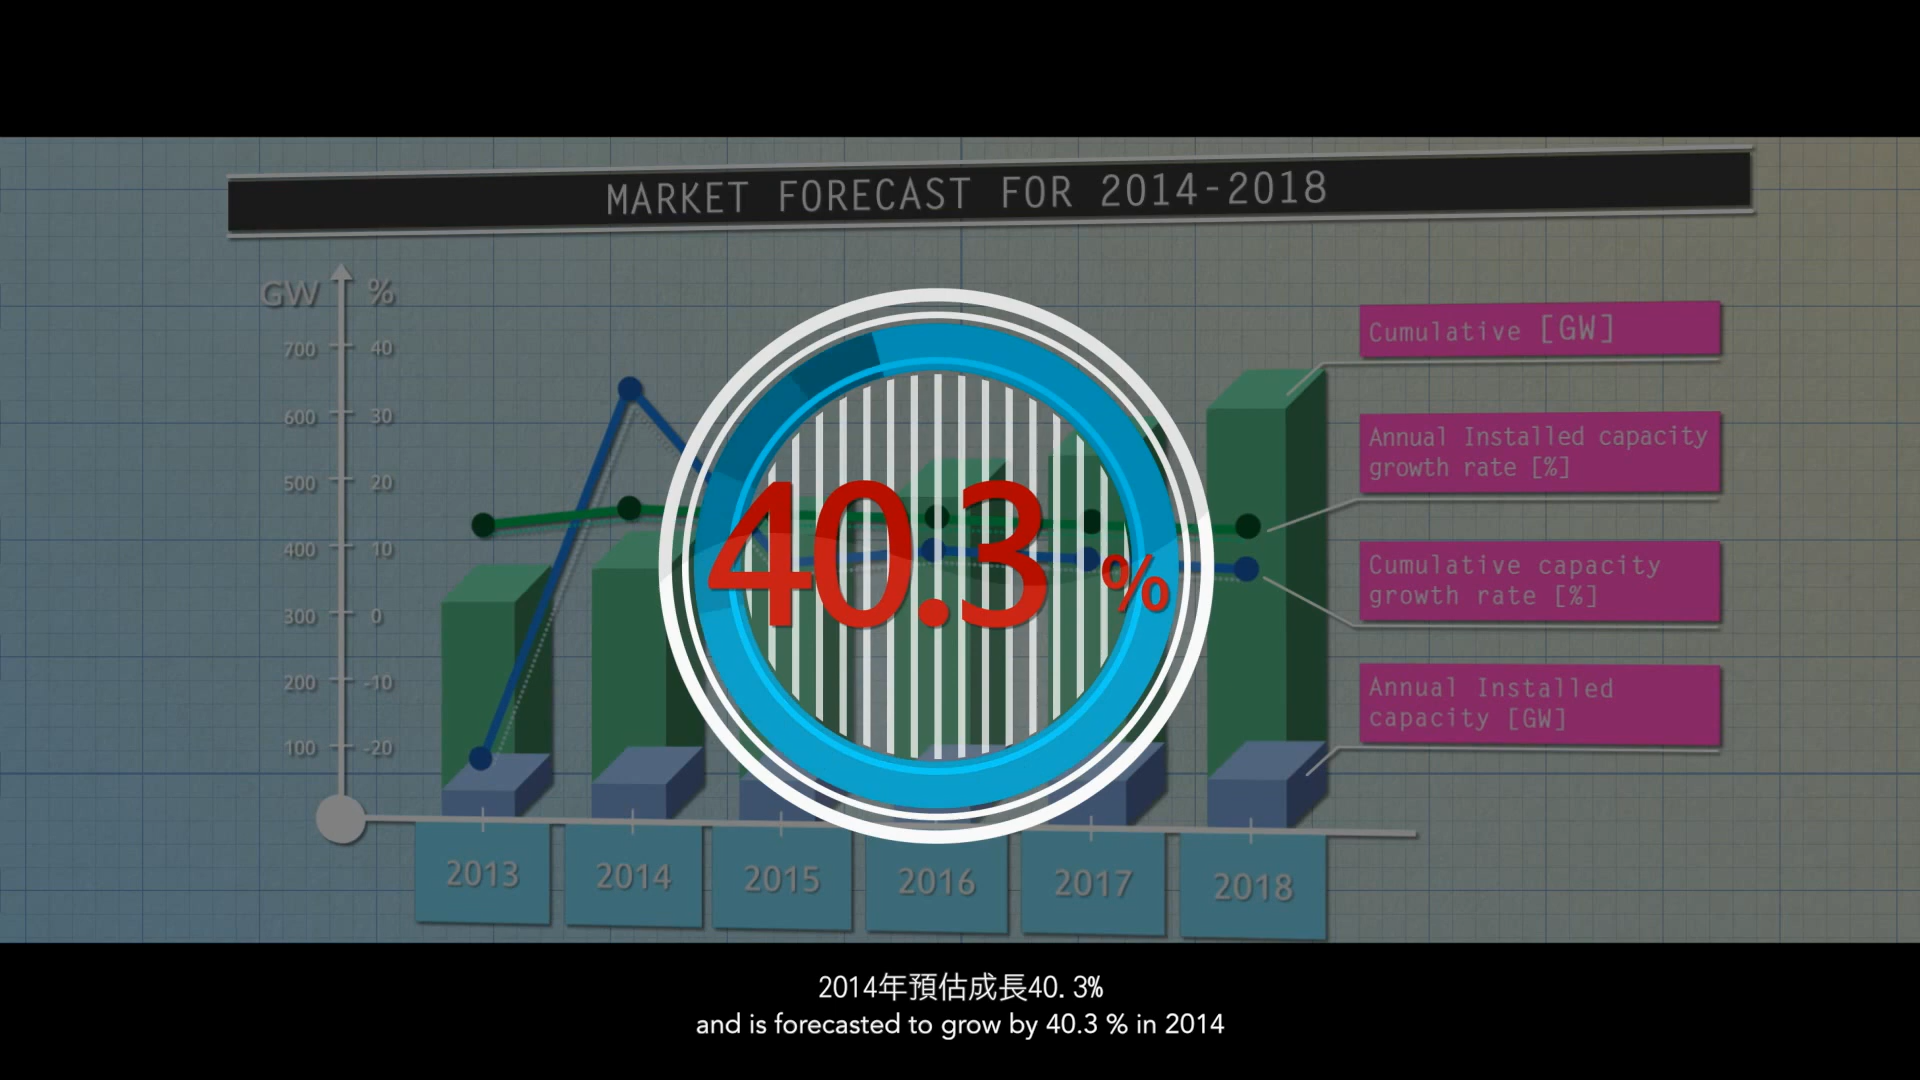 MARKET FORECAST FOR 2014-2018
GW %
700 40
600 30
500 20
400 10
300 0
200 -10
100 -20
Cumulative [GW]
Annual Installed capacity
growth rate [%]
Cumulative capacity
growth rate [%]
Annual Installed
capacity [GW]
40.3 %
2013 2014 2015 2016 2017 2018
2014年預估成長40.3%
and is forecasted to grow by 40.3 % in 2014